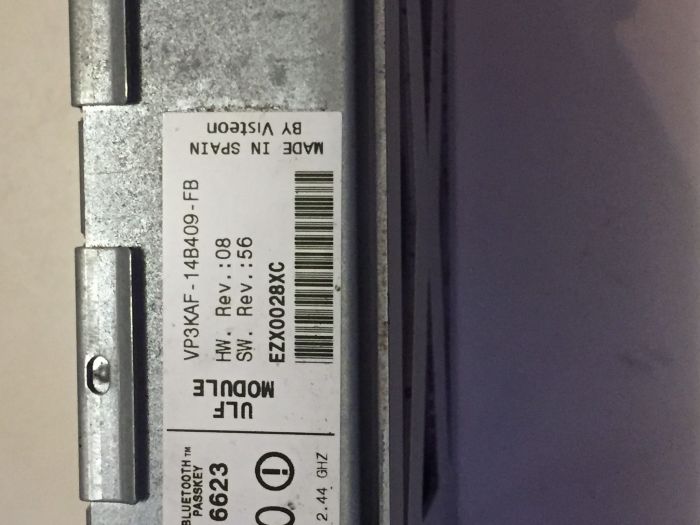 MADE IN SPAIN
BY Visteon
VP3KAF-14B409-FB
HW. Rev.:08
SW. Rev.:56
EZX0028XC
ULF
MODULE
BLUETOOTH™
PASSKEY
6623
2.44 GHZ